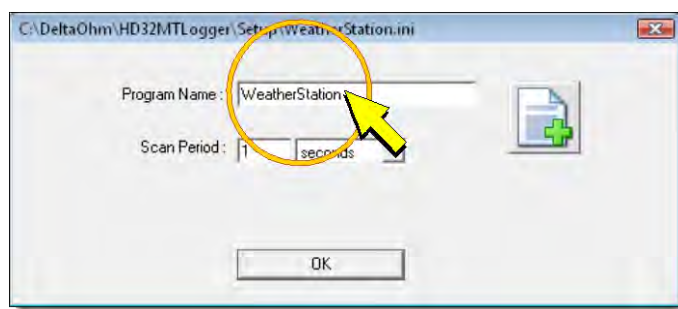 C:\DeltaOhm\HD32MTLogger\Setup\WeatherStation.ini
Program Name : WeatherStation
Scan Period : 1 seconds
OK